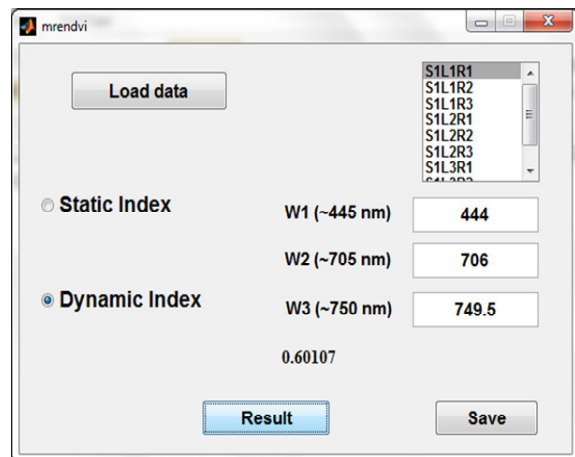 mrendvi
Load data
S1L1R1
S1L1R2
S1L1R3
S1L2R1
S1L2R2
S1L2R3
S1L3R1
Static Index
W1 (~445 nm)
444
W2 (~705 nm)
706
Dynamic Index
W3 (~750 nm)
749.5
0.60107
Result
Save